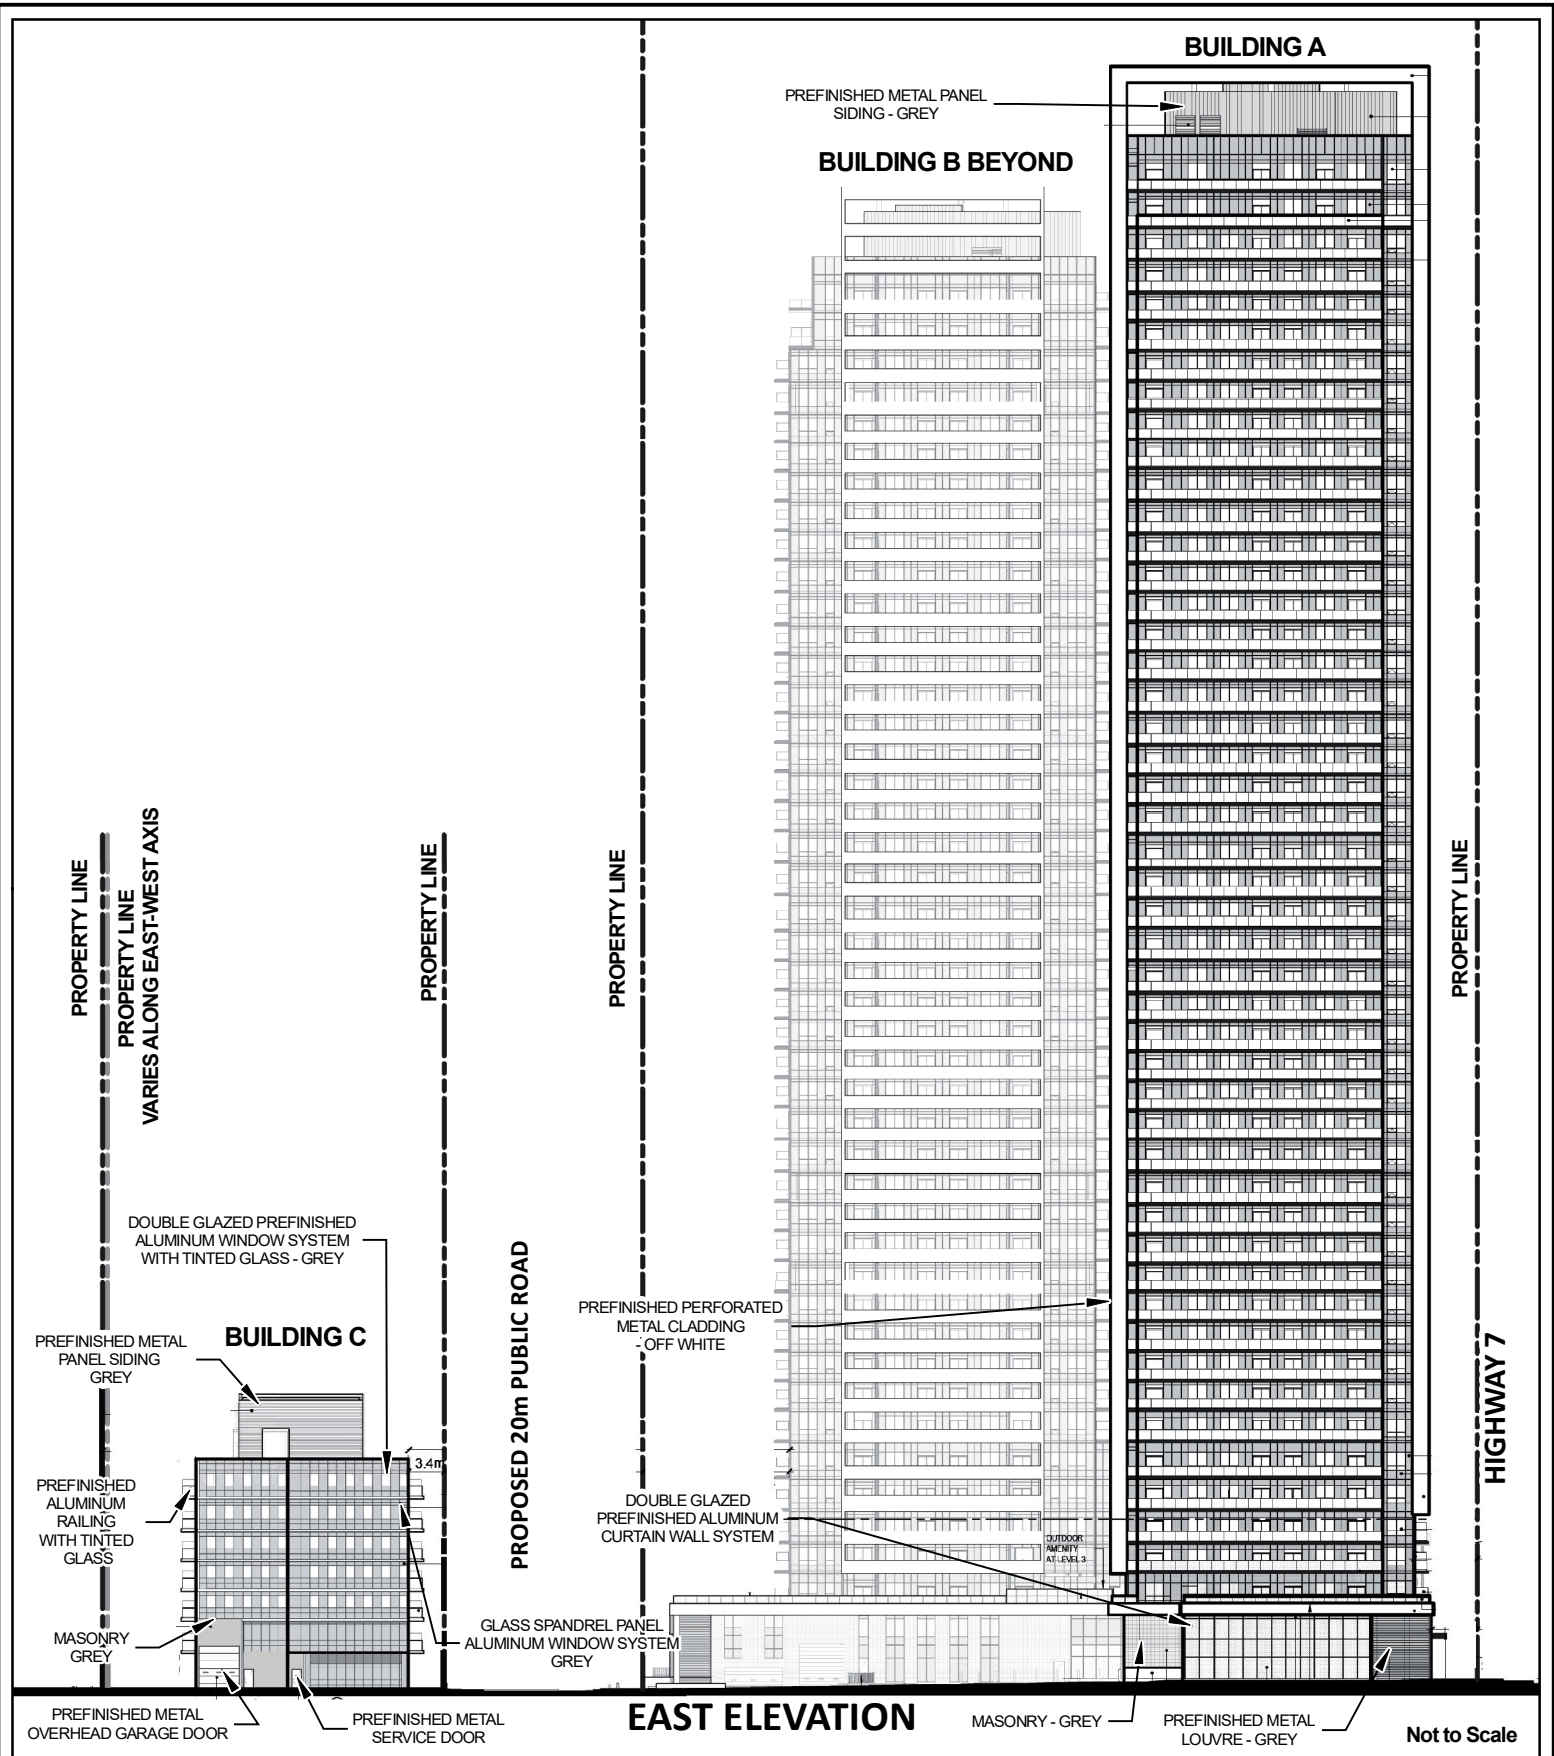 BUILDING A
PREFINISHED METAL PANEL
SIDING - GREY
BUILDING B BEYOND
PROPERTY LINE
PROPERTY LINE
VARIES ALONG EAST-WEST AXIS
PROPERTY LINE
PROPERTY LINE
PROPERTY LINE
DOUBLE GLAZED PREFINISHED
ALUMINUM WINDOW SYSTEM
WITH TINTED GLASS - GREY
PROPOSED 20m PUBLIC ROAD
PREFINISHED PERFORATED
METAL CLADDING
- OFF WHITE
HIGHWAY 7
PREFINISHED METAL
PANEL SIDING
GREY
BUILDING C
3.4m
PREFINISHED
ALUMINUM
RAILING
WITH TINTED
GLASS
DOUBLE GLAZED
PREFINISHED ALUMINUM
CURTAIN WALL SYSTEM
OUTDOOR
AMENITY
AT LEVEL 3
MASONRY
GREY
GLASS SPANDREL PANEL
ALUMINUM WINDOW SYSTEM
GREY
PREFINISHED METAL
OVERHEAD GARAGE DOOR
PREFINISHED METAL
SERVICE DOOR
EAST ELEVATION
MASONRY - GREY
PREFINISHED METAL
LOUVRE - GREY
Not to Scale